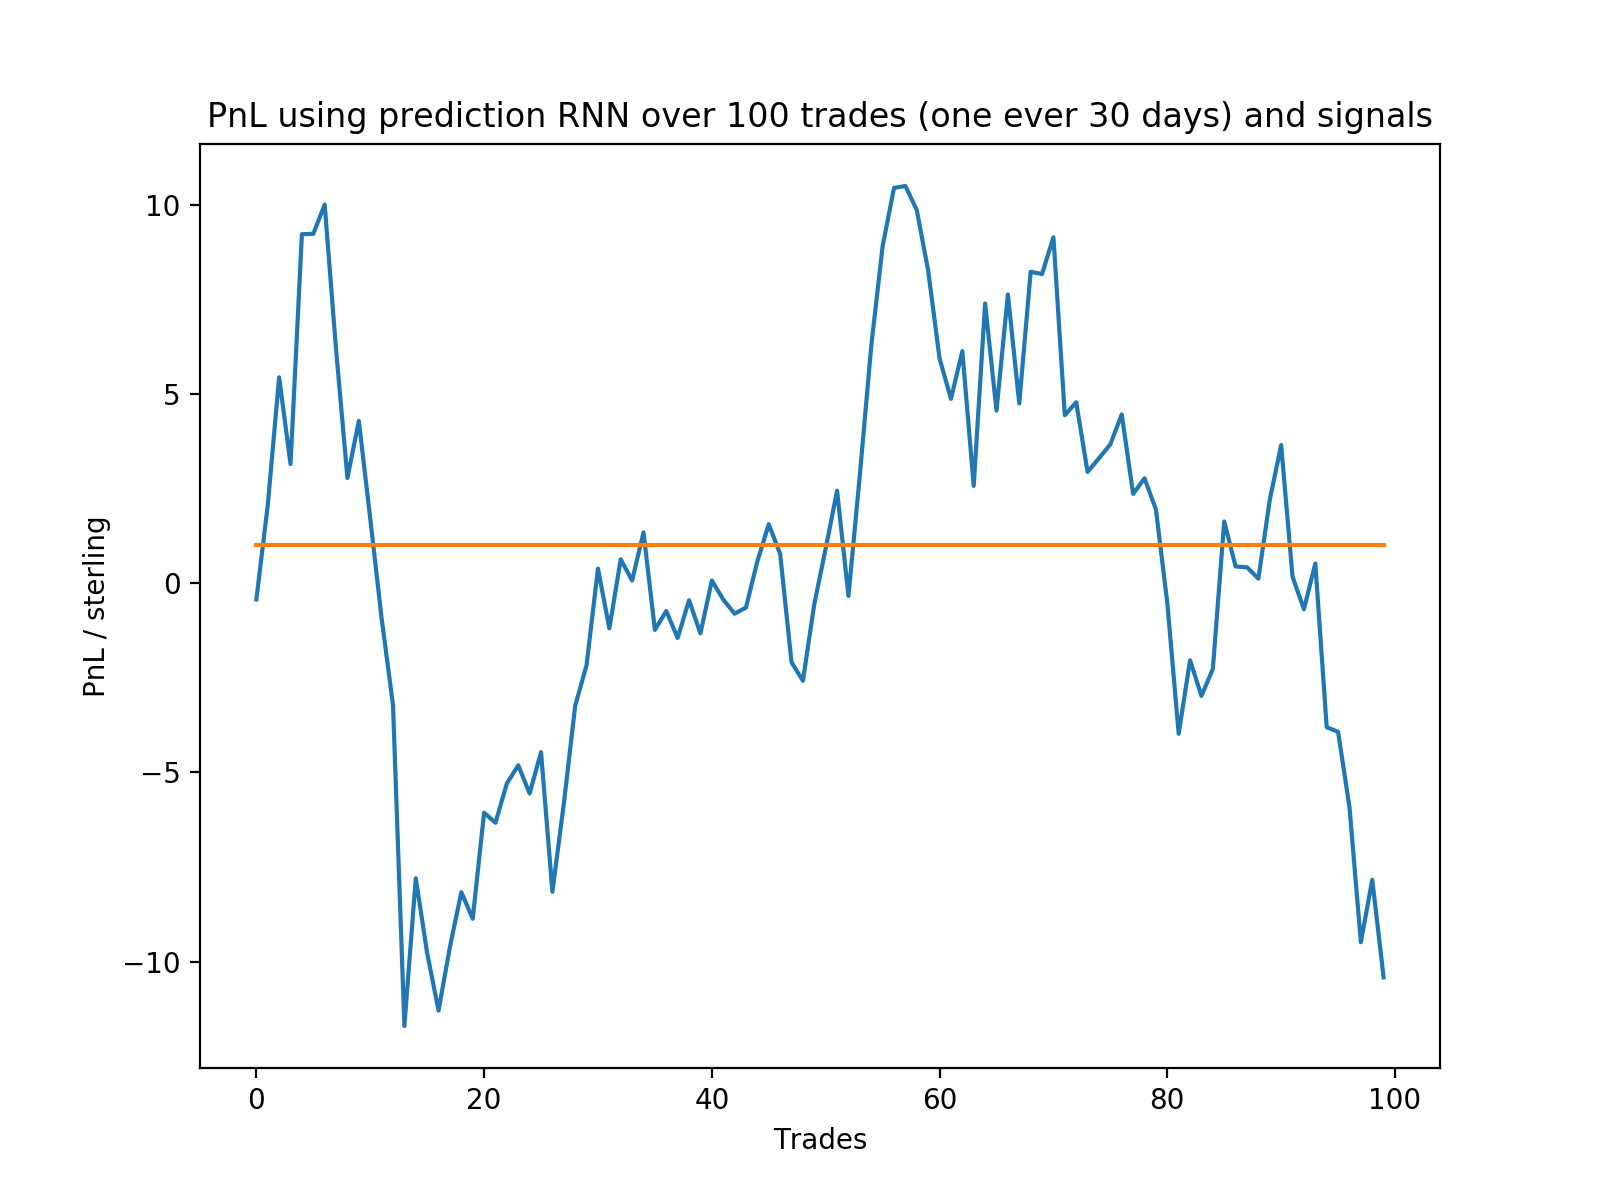 PnL using prediction RNN over 100 trades (one ever 30 days) and signals
10
5
0
−5
−10
PnL / sterling
0 20 40 60 80 100
Trades